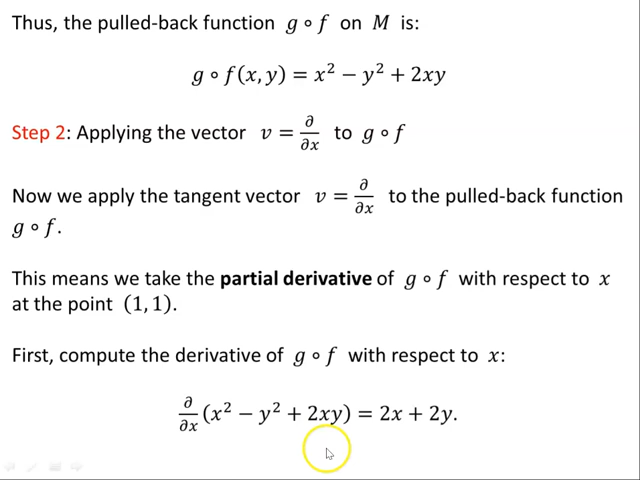 Thus, the pulled-back function g ∘ f on M is:
g ∘ f(x, y) = x² − y² + 2xy
Step 2: Applying the vector v = ∂/∂x to g ∘ f
Now we apply the tangent vector v = ∂/∂x to the pulled-back function
g ∘ f.
This means we take the partial derivative of g ∘ f with respect to x
at the point (1, 1).
First, compute the derivative of g ∘ f with respect to x:
∂/∂x (x² − y² + 2xy) = 2x + 2y.